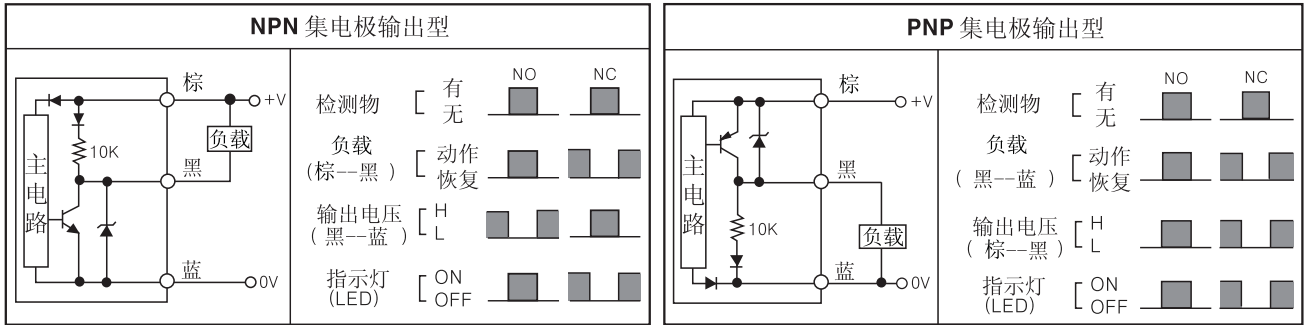 NPN 集电极输出型
棕
+V
负载
10K
黑
主电路
蓝
0V
NO NC
检测物 有
无
负载 动作
(棕--黑) 恢复
输出电压 H
(黑--蓝) L
指示灯 ON
(LED) OFF
PNP 集电极输出型
棕
+V
黑
主电路
10K
负载
蓝
0V
NO NC
检测物 有
无
负载 动作
(黑--蓝) 恢复
输出电压 H
(棕--黑) L
指示灯 ON
(LED) OFF